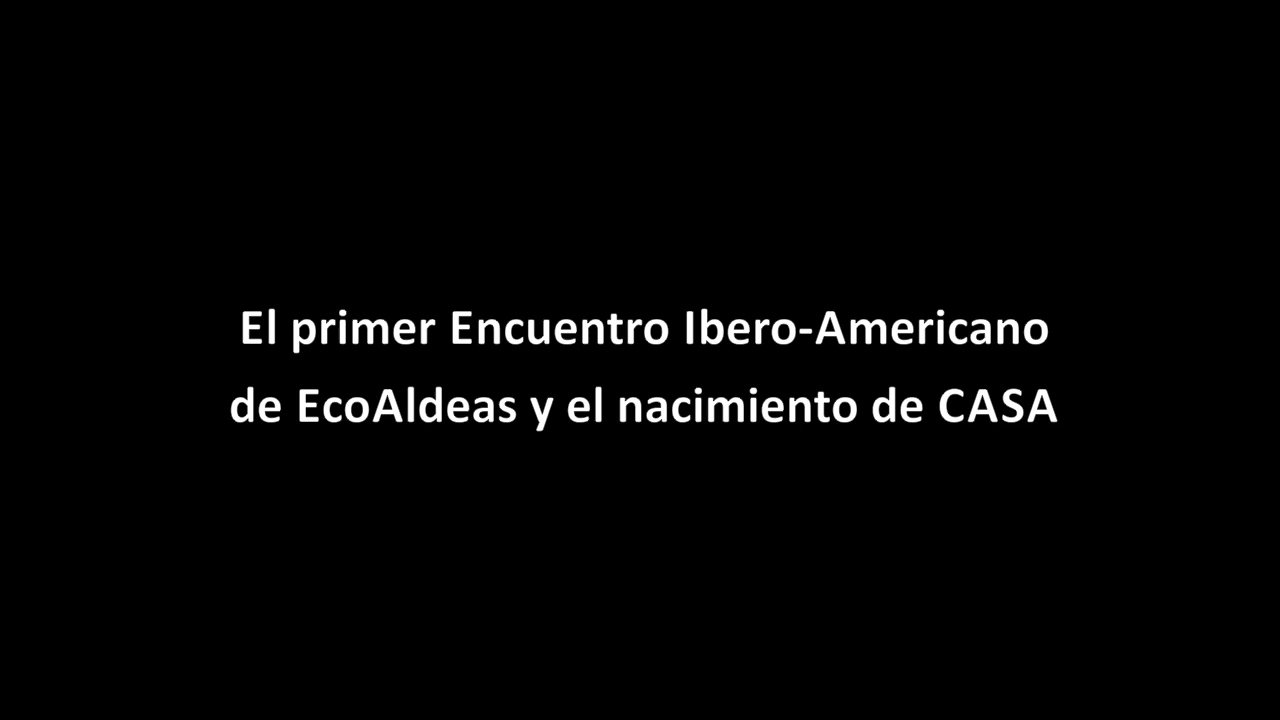 El primer Encuentro Ibero-Americano
de EcoAldeas y el nacimiento de CASA